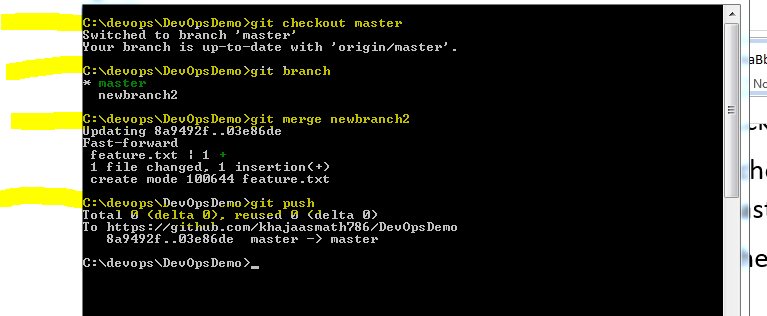 C:\devops\DevOpsDemo>git checkout master
Switched to branch 'master'
Your branch is up-to-date with 'origin/master'.
C:\devops\DevOpsDemo>git branch
* master
  newbranch2
C:\devops\DevOpsDemo>git merge newbranch2
Updating 8a9492f..03e86de
Fast-forward
 feature.txt | 1 +
 1 file changed, 1 insertion(+)
 create mode 100644 feature.txt
C:\devops\DevOpsDemo>git push
Total 0 (delta 0), reused 0 (delta 0)
To https://github.com/khajaasmath786/DevOpsDemo
   8a9492f..03e86de  master -> master
C:\devops\DevOpsDemo>_